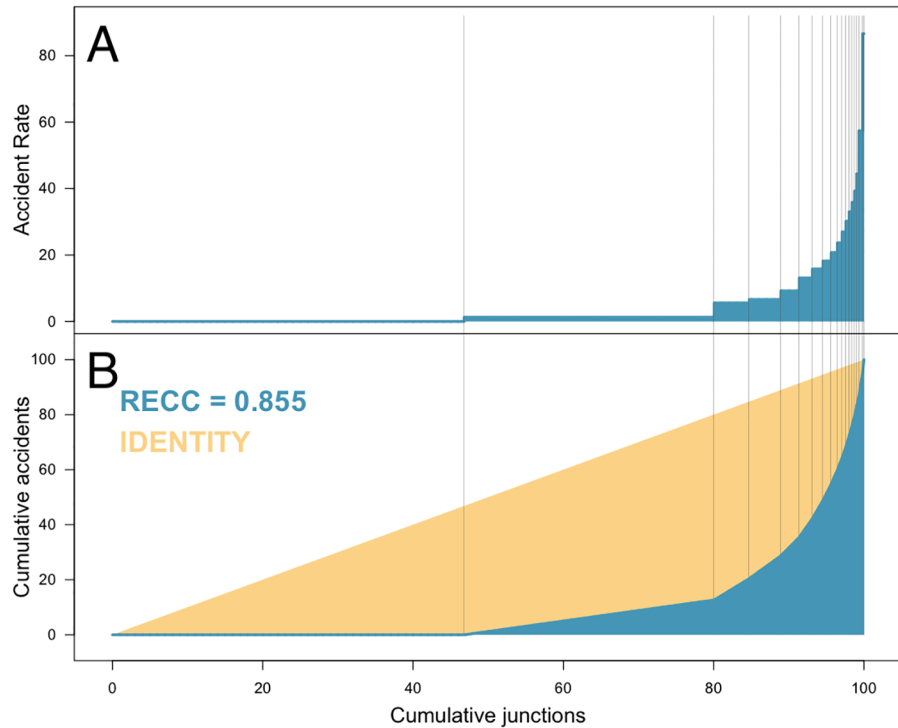 A
Accident Rate
80
60
40
20
0
B
RECC = 0.855
IDENTITY
Cumulative accidents
100
80
60
40
20
0
0 20 40 60 80 100
Cumulative junctions